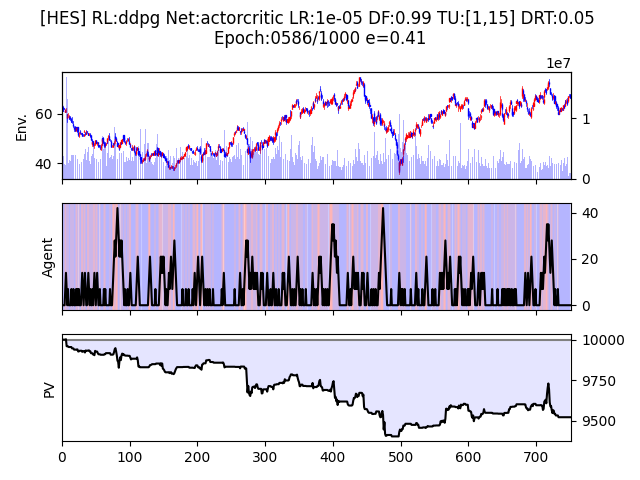 [HES] RL:ddpg Net:actorcritic LR:1e-05 DF:0.99 TU:[1,15] DRT:0.05
Epoch:0586/1000 e=0.41
1e7
Env.
60
40
1
0
Agent
40
20
0
PV
10000
9750
9500
0 100 200 300 400 500 600 700